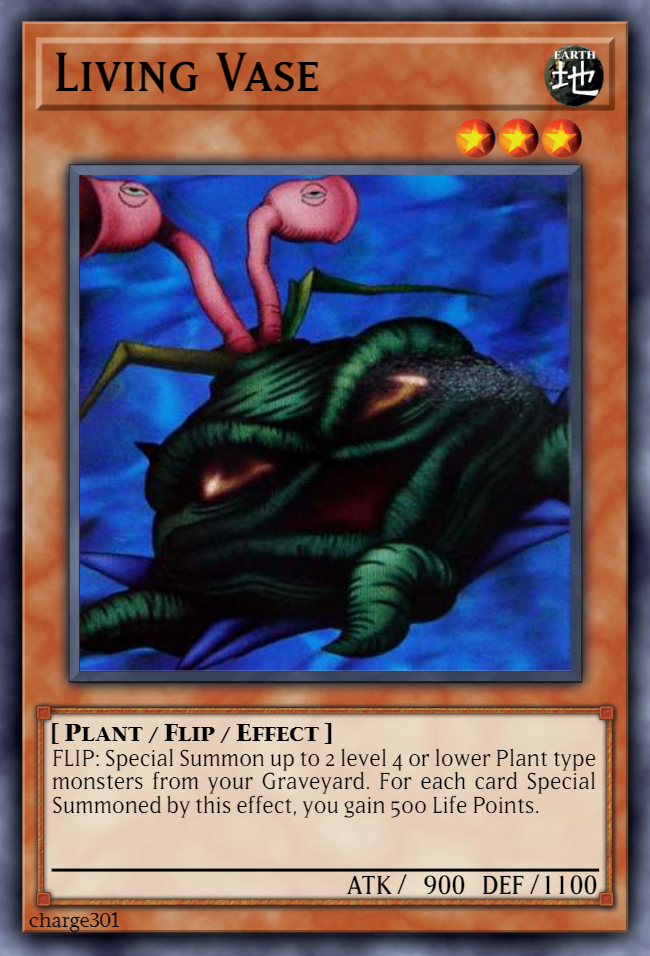 Living Vase
EARTH
地
[ Plant / Flip / Effect ]
FLIP: Special Summon up to 2 level 4 or lower Plant type
monsters from your Graveyard. For each card Special
Summoned by this effect, you gain 500 Life Points.
ATK / 900 DEF /1100
charge301